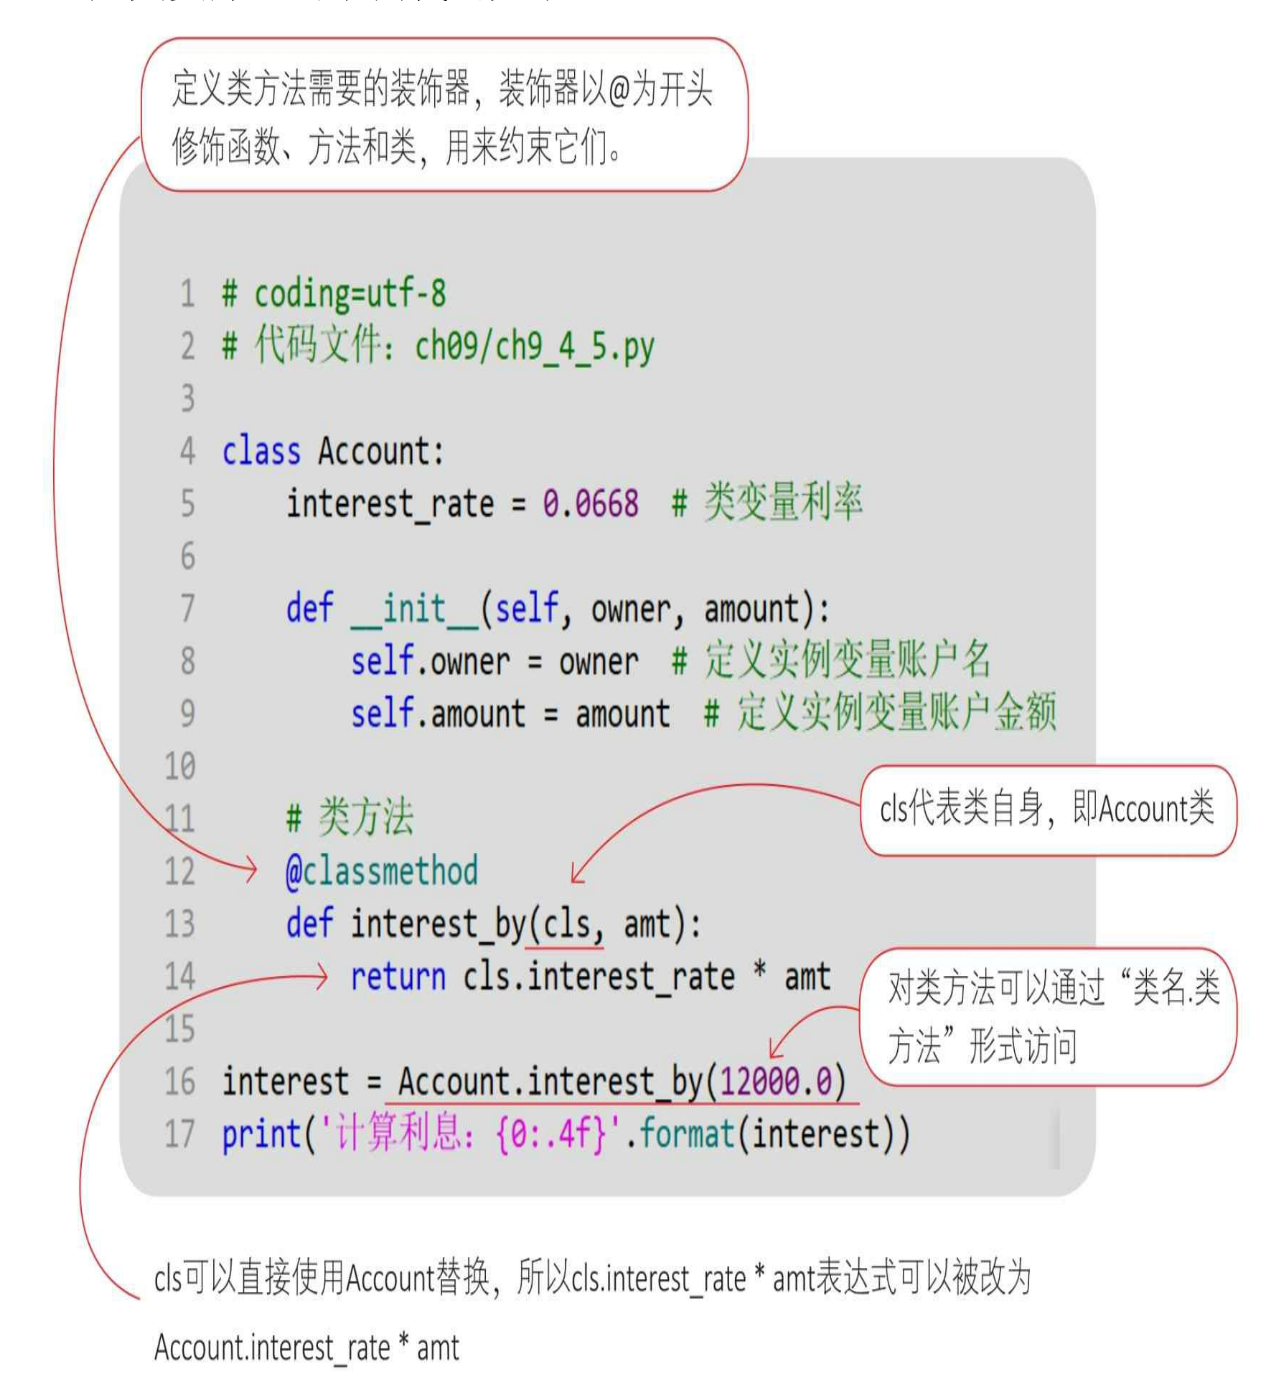 定义类方法需要的装饰器，装饰器以@为开头
修饰函数、方法和类，用来约束它们。
1 # coding=utf-8
2 # 代码文件：ch09/ch9_4_5.py
3
4 class Account:
5     interest_rate = 0.0668  # 类变量利率
6
7     def __init__(self, owner, amount):
8         self.owner = owner  # 定义实例变量账户名
9         self.amount = amount  # 定义实例变量账户金额
10
cls代表类自身，即Account类
11     # 类方法
12     @classmethod
13     def interest_by(cls, amt):
14         return cls.interest_rate * amt
对类方法可以通过“类名.类
方法”形式访问
15
16 interest = Account.interest_by(12000.0)
17 print('计算利息：{0:.4f}'.format(interest))
cls可以直接使用Account替换，所以cls.interest_rate * amt表达式可以被改为
Account.interest_rate * amt